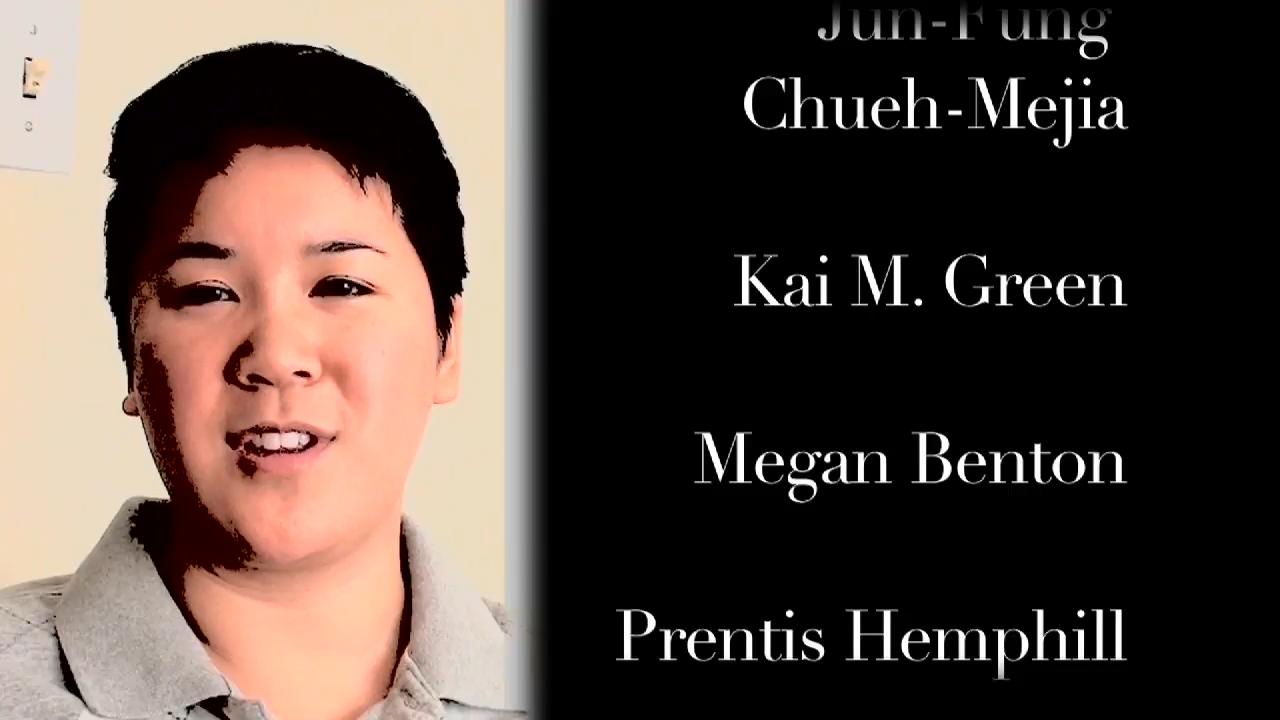 Jun-Fung
Chueh-Mejia
Kai M. Green
Megan Benton
Prentis Hemphill